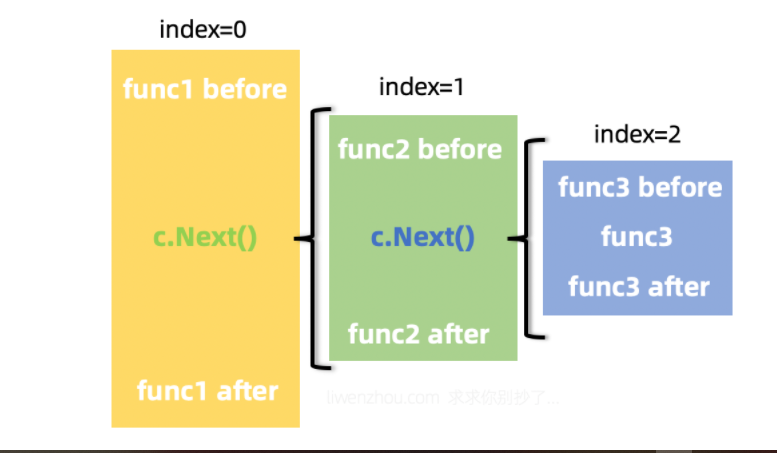 index=0
func1 before
c.Next()
func1 after
index=1
func2 before
c.Next()
func2 after
index=2
func3 before
func3
func3 after
liwenzhou.com 求求你别抄了...